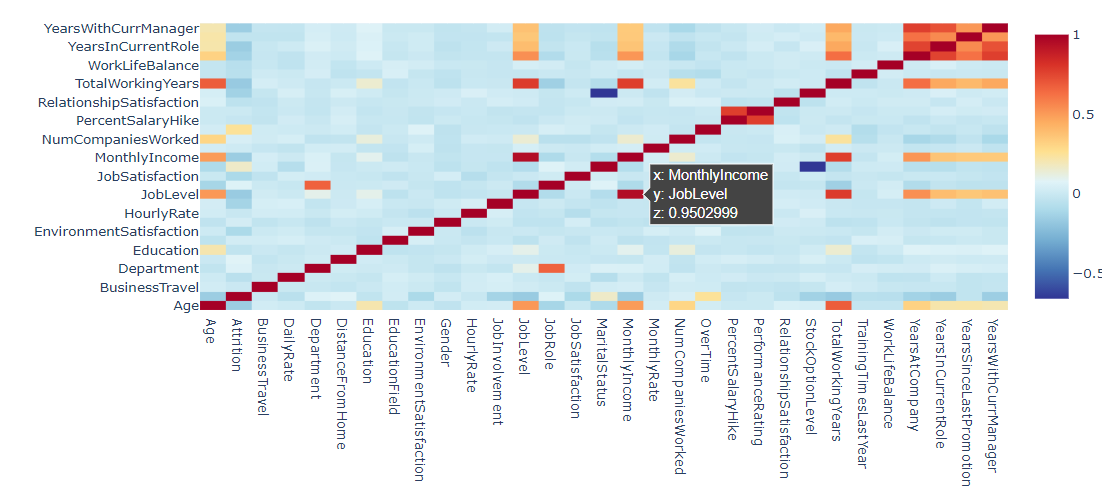 YearsWithCurrManager
YearsInCurrentRole
WorkLifeBalance
TotalWorkingYears
RelationshipSatisfaction
PercentSalaryHike
NumCompaniesWorked
MonthlyIncome
JobSatisfaction
JobLevel
HourlyRate
EnvironmentSatisfaction
Education
Department
BusinessTravel
Age
x: MonthlyIncome
y: JobLevel
z: 0.9502999
1
0.5
0
−0.5
Age
Attrition
BusinessTravel
DailyRate
Department
DistanceFromHome
Education
EducationField
EnvironmentSatisfaction
Gender
HourlyRate
JobInvolvement
JobLevel
JobRole
JobSatisfaction
MaritalStatus
MonthlyIncome
MonthlyRate
NumCompaniesWorked
OverTime
PercentSalaryHike
PerformanceRating
RelationshipSatisfaction
StockOptionLevel
TotalWorkingYears
TrainingTimesLastYear
WorkLifeBalance
YearsAtCompany
YearsInCurrentRole
YearsSinceLastPromotion
YearsWithCurrManager